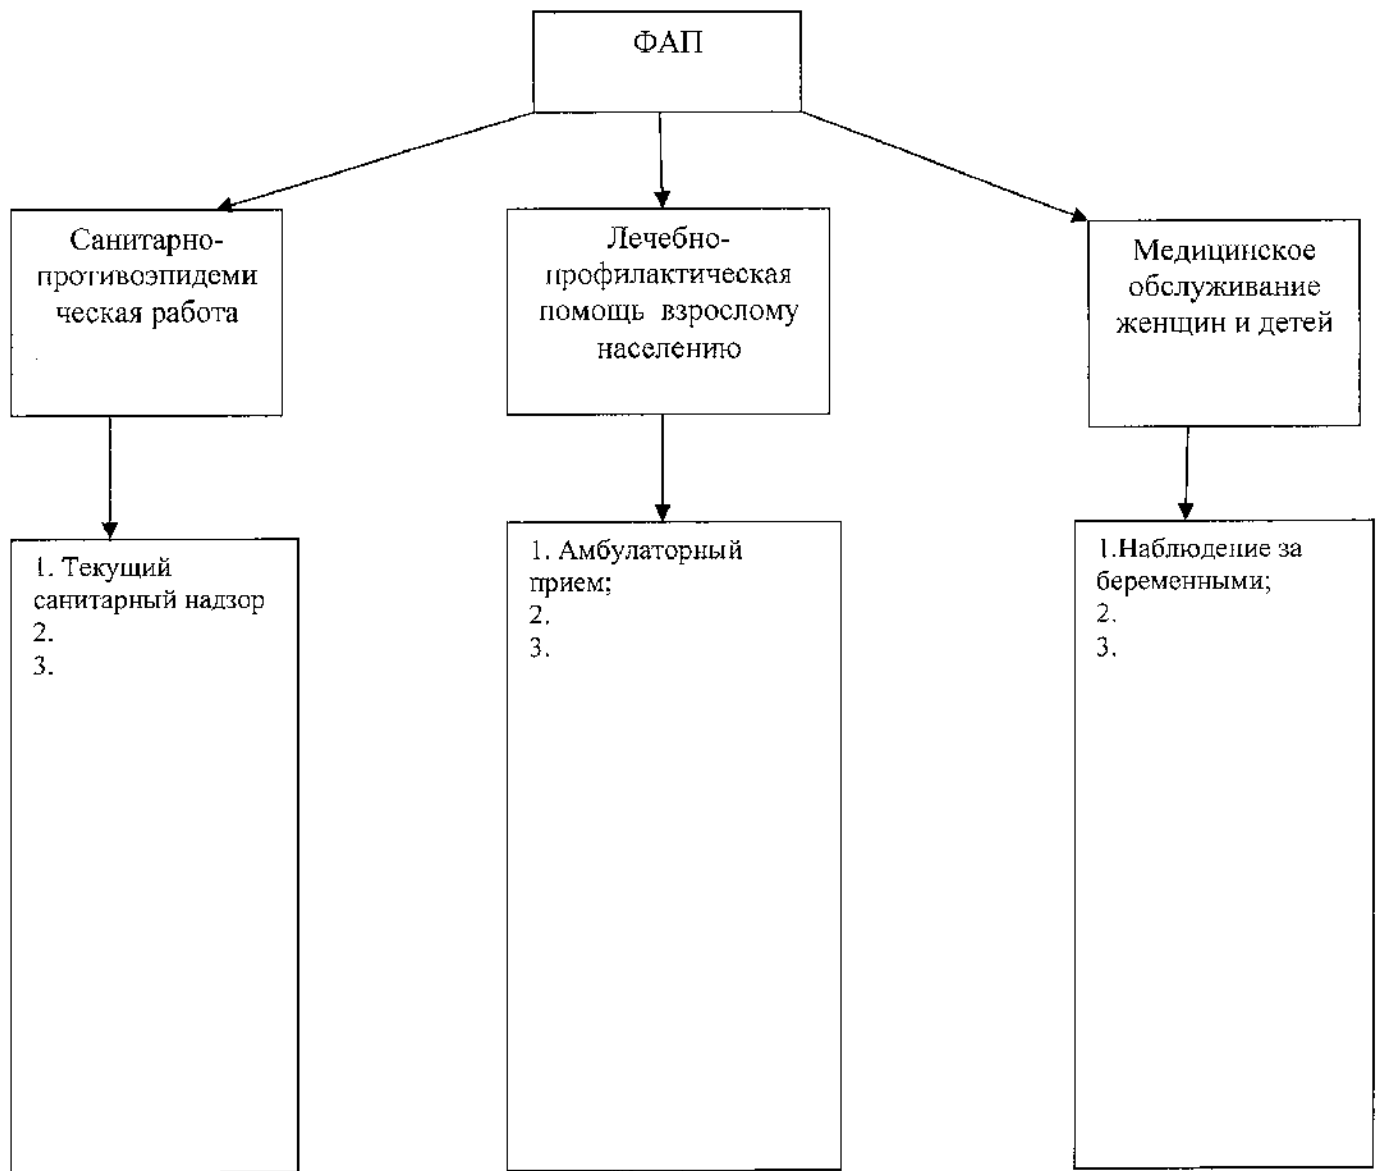 ФАП
Санитарно-
противоэпидеми
ческая работа
Лечебно-
профилактическая
помощь взрослому
населению
Медицинское
обслуживание
женщин и детей
1. Текущий
санитарный надзор
2.
3.
1. Амбулаторный
прием;
2.
3.
1.Наблюдение за
беременными;
2.
3.